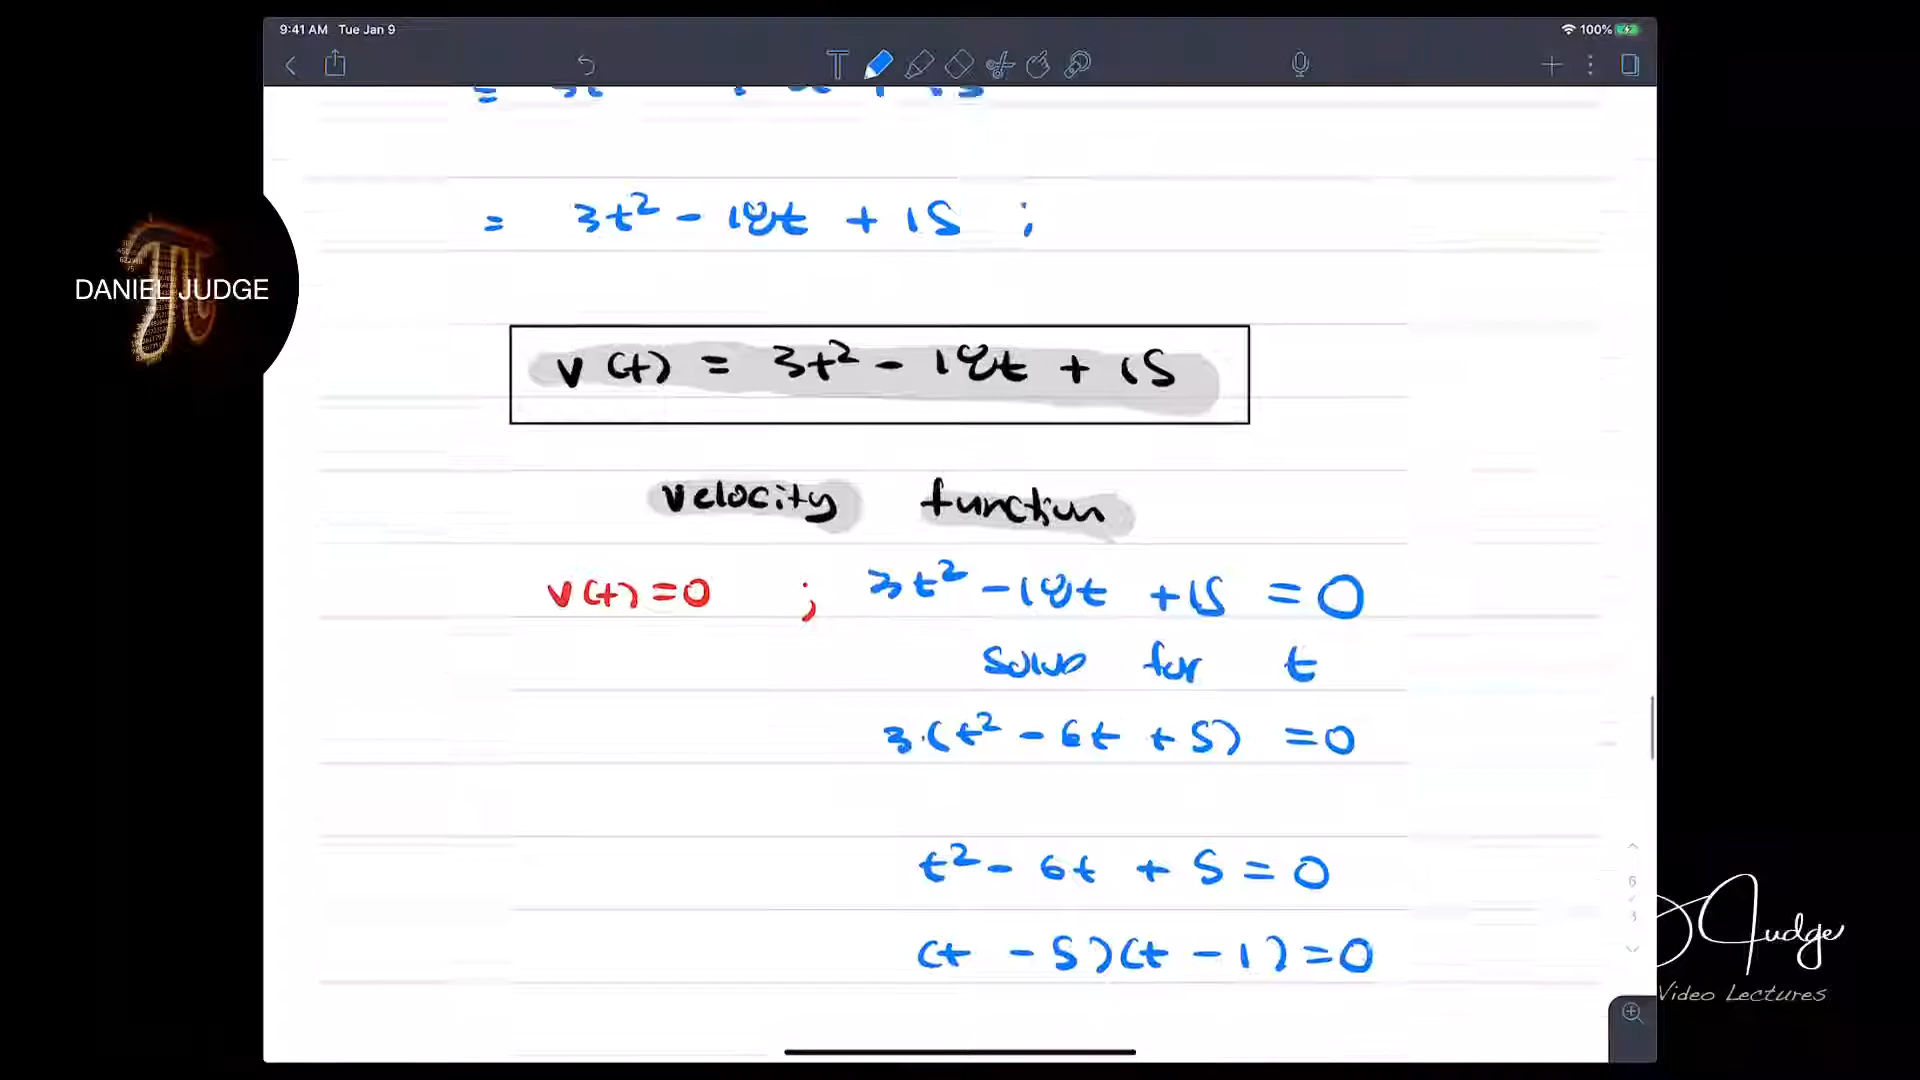 9:41 AM Tue Jan 9
100%
= 3t² - 18t + 15 ;
v(t) = 3t² - 18t + 15
velocity function
v(t) = 0 ; 3t² - 18t + 15 = 0
solve for t
3·(t² - 6t + 5) = 0
t² - 6t + 5 = 0
(t - 5)(t - 1) = 0
DANIEL JUDGE
D Judge
Video Lectures